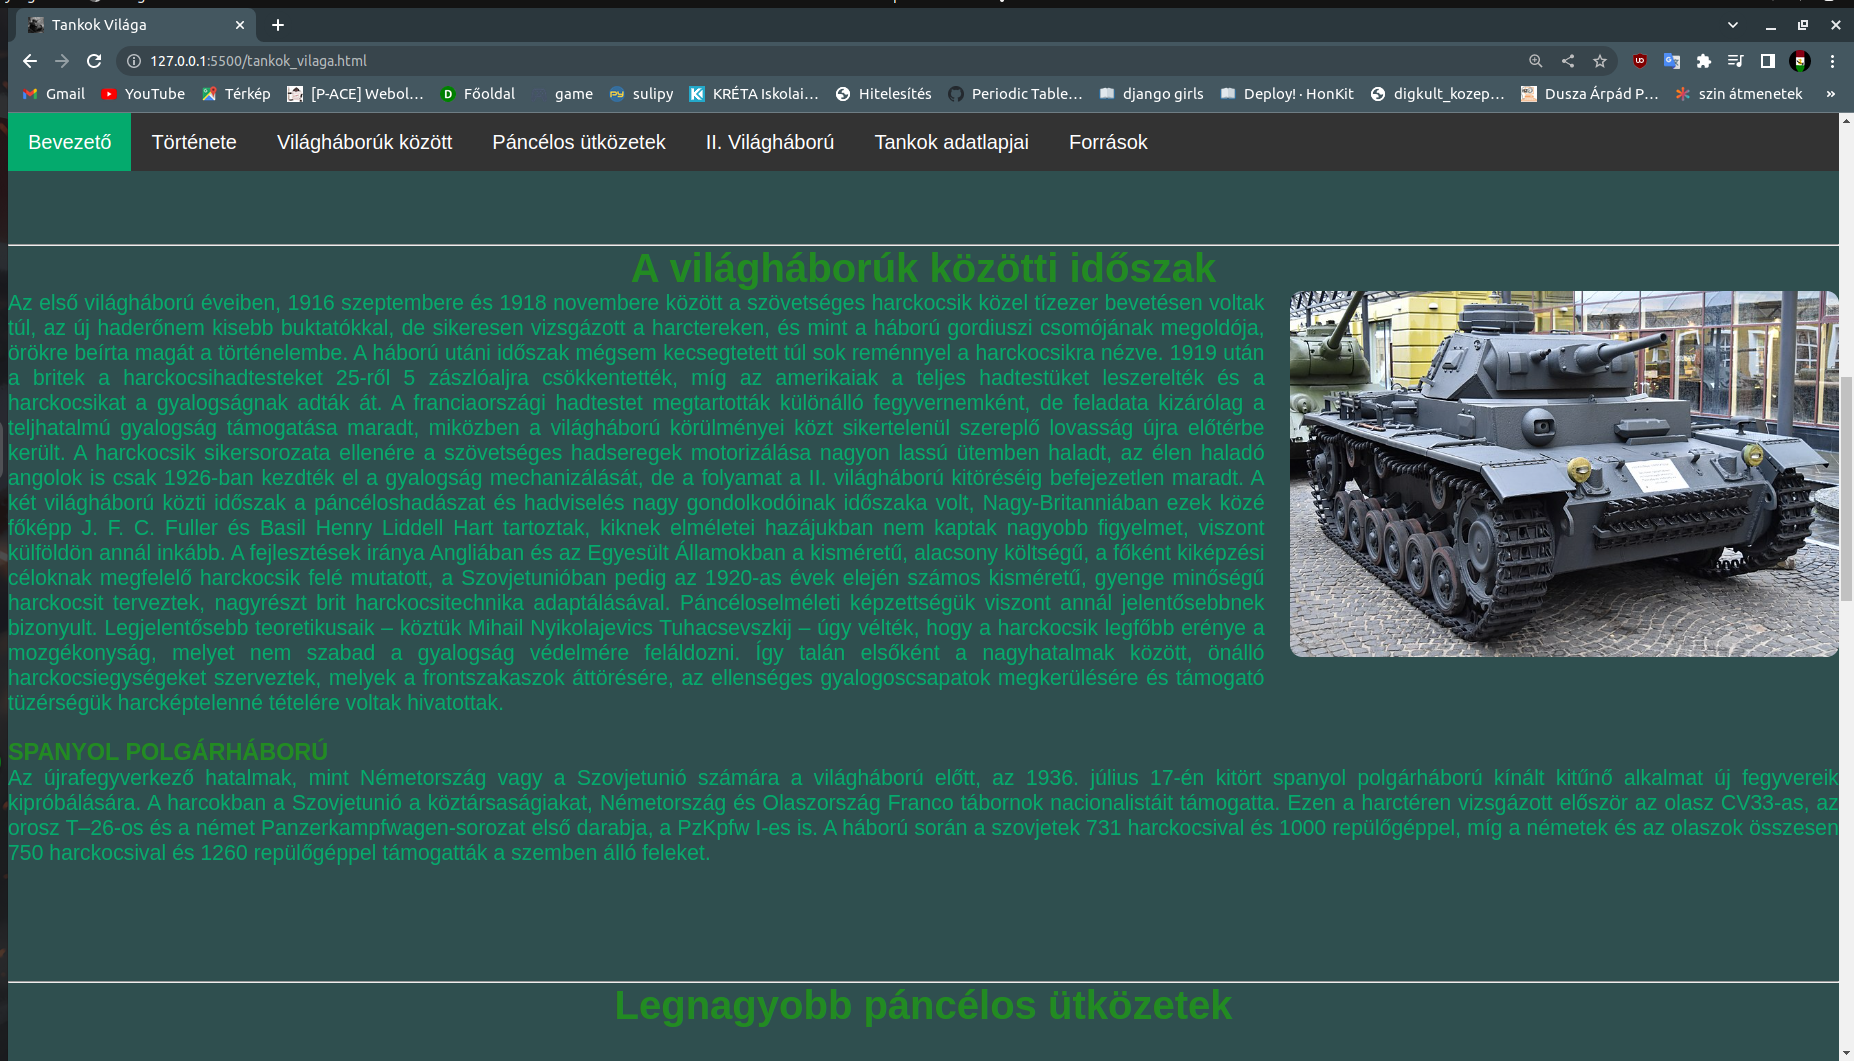 Tankok Világa
127.0.0.1:5500/tankok_vilaga.html
Gmail YouTube Térkép [P-ACE] Webol… Főoldal game sulipy KRÉTA Iskolai… Hitelesítés Periodic Table… django girls Deploy! · HonKit digkult_kozep… Dusza Árpád P… szin átmenetek »
Bevezető Története Világháborúk között Páncélos ütközetek II. Világháború Tankok adatlapjai Források
A világháborúk közötti időszak
Az első világháború éveiben, 1916 szeptembere és 1918 novembere között a szövetséges harckocsik közel tízezer bevetésen voltak
túl, az új haderőnem kisebb buktatókkal, de sikeresen vizsgázott a harctereken, és mint a háború gordiuszi csomójának megoldója,
örökre beírta magát a történelembe. A háború utáni időszak mégsem kecsegtetett túl sok reménnyel a harckocsikra nézve. 1919 után
a britek a harckocsihadtesteket 25-ről 5 zászlóaljra csökkentették, míg az amerikaiak a teljes hadtestüket leszerelték és a
harckocsikat a gyalogságnak adták át. A franciaországi hadtestet megtartották különálló fegyvernemként, de feladata kizárólag a
teljhatalmú gyalogság támogatása maradt, miközben a világháború körülményei közt sikertelenül szereplő lovasság újra előtérbe
került. A harckocsik sikersorozata ellenére a szövetséges hadseregek motorizálása nagyon lassú ütemben haladt, az élen haladó
angolok is csak 1926-ban kezdték el a gyalogság mechanizálását, de a folyamat a II. világháború kitöréséig befejezetlen maradt. A
két világháború közti időszak a páncéloshadászat és hadviselés nagy gondolkodóinak időszaka volt, Nagy-Britanniában ezek közé
főképp J. F. C. Fuller és Basil Henry Liddell Hart tartoztak, kiknek elméletei hazájukban nem kaptak nagyobb figyelmet, viszont
külföldön annál inkább. A fejlesztések iránya Angliában és az Egyesült Államokban a kisméretű, alacsony költségű, a főként kiképzési
céloknak megfelelő harckocsik felé mutatott, a Szovjetunióban pedig az 1920-as évek elején számos kisméretű, gyenge minőségű
harckocsit terveztek, nagyrészt brit harckocsitechnika adaptálásával. Páncéloselméleti képzettségük viszont annál jelentősebbnek
bizonyult. Legjelentősebb teoretikusaik – köztük Mihail Nyikolajevics Tuhacsevszkij – úgy vélték, hogy a harckocsik legfőbb erénye a
mozgékonyság, melyet nem szabad a gyalogság védelmére feláldozni. Így talán elsőként a nagyhatalmak között, önálló
harckocsiegységeket szerveztek, melyek a frontszakaszok áttörésére, az ellenséges gyalogoscsapatok megkerülésére és támogató
tüzérségük harcképtelenné tételére voltak hivatottak.
SPANYOL POLGÁRHÁBORÚ
Az újrafegyverkező hatalmak, mint Németország vagy a Szovjetunió számára a világháború előtt, az 1936. július 17-én kitört spanyol polgárháború kínált kitűnő alkalmat új fegyvereik
kipróbálására. A harcokban a Szovjetunió a köztársaságiakat, Németország és Olaszország Franco tábornok nacionalistáit támogatta. Ezen a harctéren vizsgázott először az olasz CV33-as, az
orosz T–26-os és a német Panzerkampfwagen-sorozat első darabja, a PzKpfw I-es is. A háború során a szovjetek 731 harckocsival és 1000 repülőgéppel, míg a németek és az olaszok összesen
750 harckocsival és 1260 repülőgéppel támogatták a szemben álló feleket.
Legnagyobb páncélos ütközetek